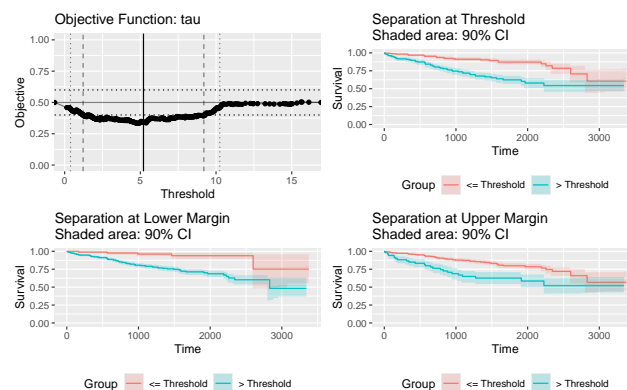 Objective Function: tau
1.00
0.75
0.50
0.25
0.00
Objective
0
5
10
15
Threshold
Separation at Threshold
Shaded area: 90% CI
1.00
0.75
0.50
0.25
0.00
Survival
0
1000
2000
3000
Time
Group
<= Threshold
> Threshold
Separation at Lower Margin
Shaded area: 90% CI
1.00
0.75
0.50
0.25
0.00
Survival
0
1000
2000
3000
Time
Group
<= Threshold
> Threshold
Separation at Upper Margin
Shaded area: 90% CI
1.00
0.75
0.50
0.25
0.00
Survival
0
1000
2000
3000
Time
Group
<= Threshold
> Threshold